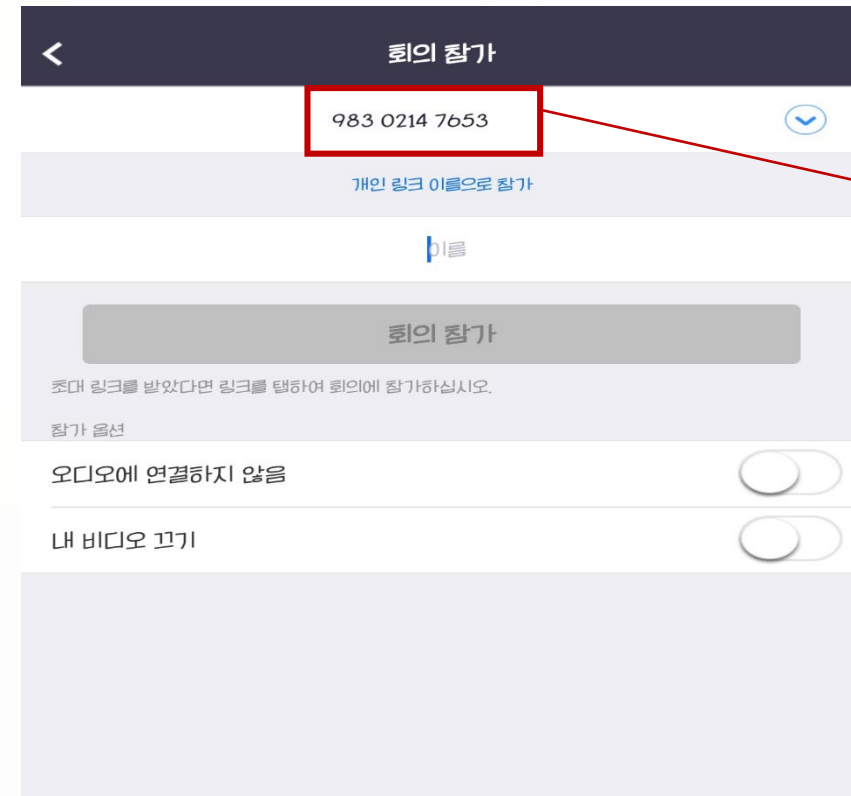 회의 참가
983 0214 7653
개인 링크 이름으로 참가
이름
회의 참가
초대 링크를 받았다면 링크를 탭하여 회의에 참가하십시오.
참가 옵션
오디오에 연결하지 않음
내 비디오 끄기